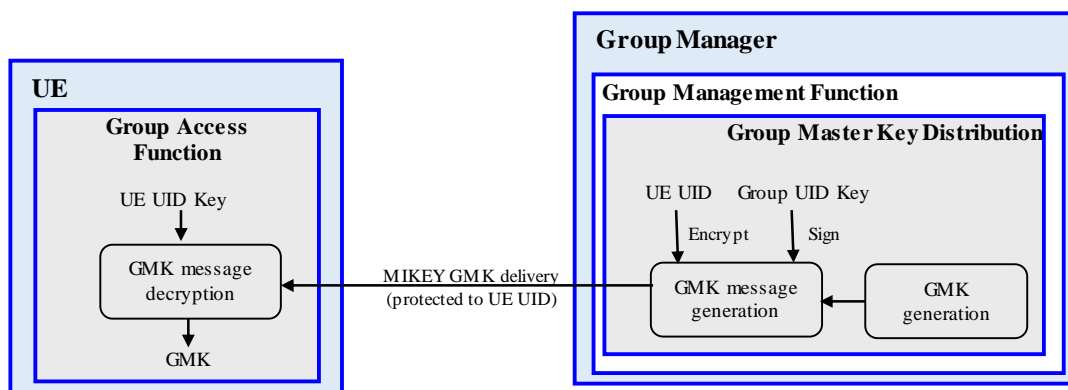 UE
Group Access
Function
UE UID Key
GMK message
decryption
GMK
MIKEY GMK delivery
(protected to UE UID)
Group Manager
Group Management Function
Group Master Key Distribution
UE UID
Group UID Key
Encrypt
Sign
GMK message
generation
GMK
generation